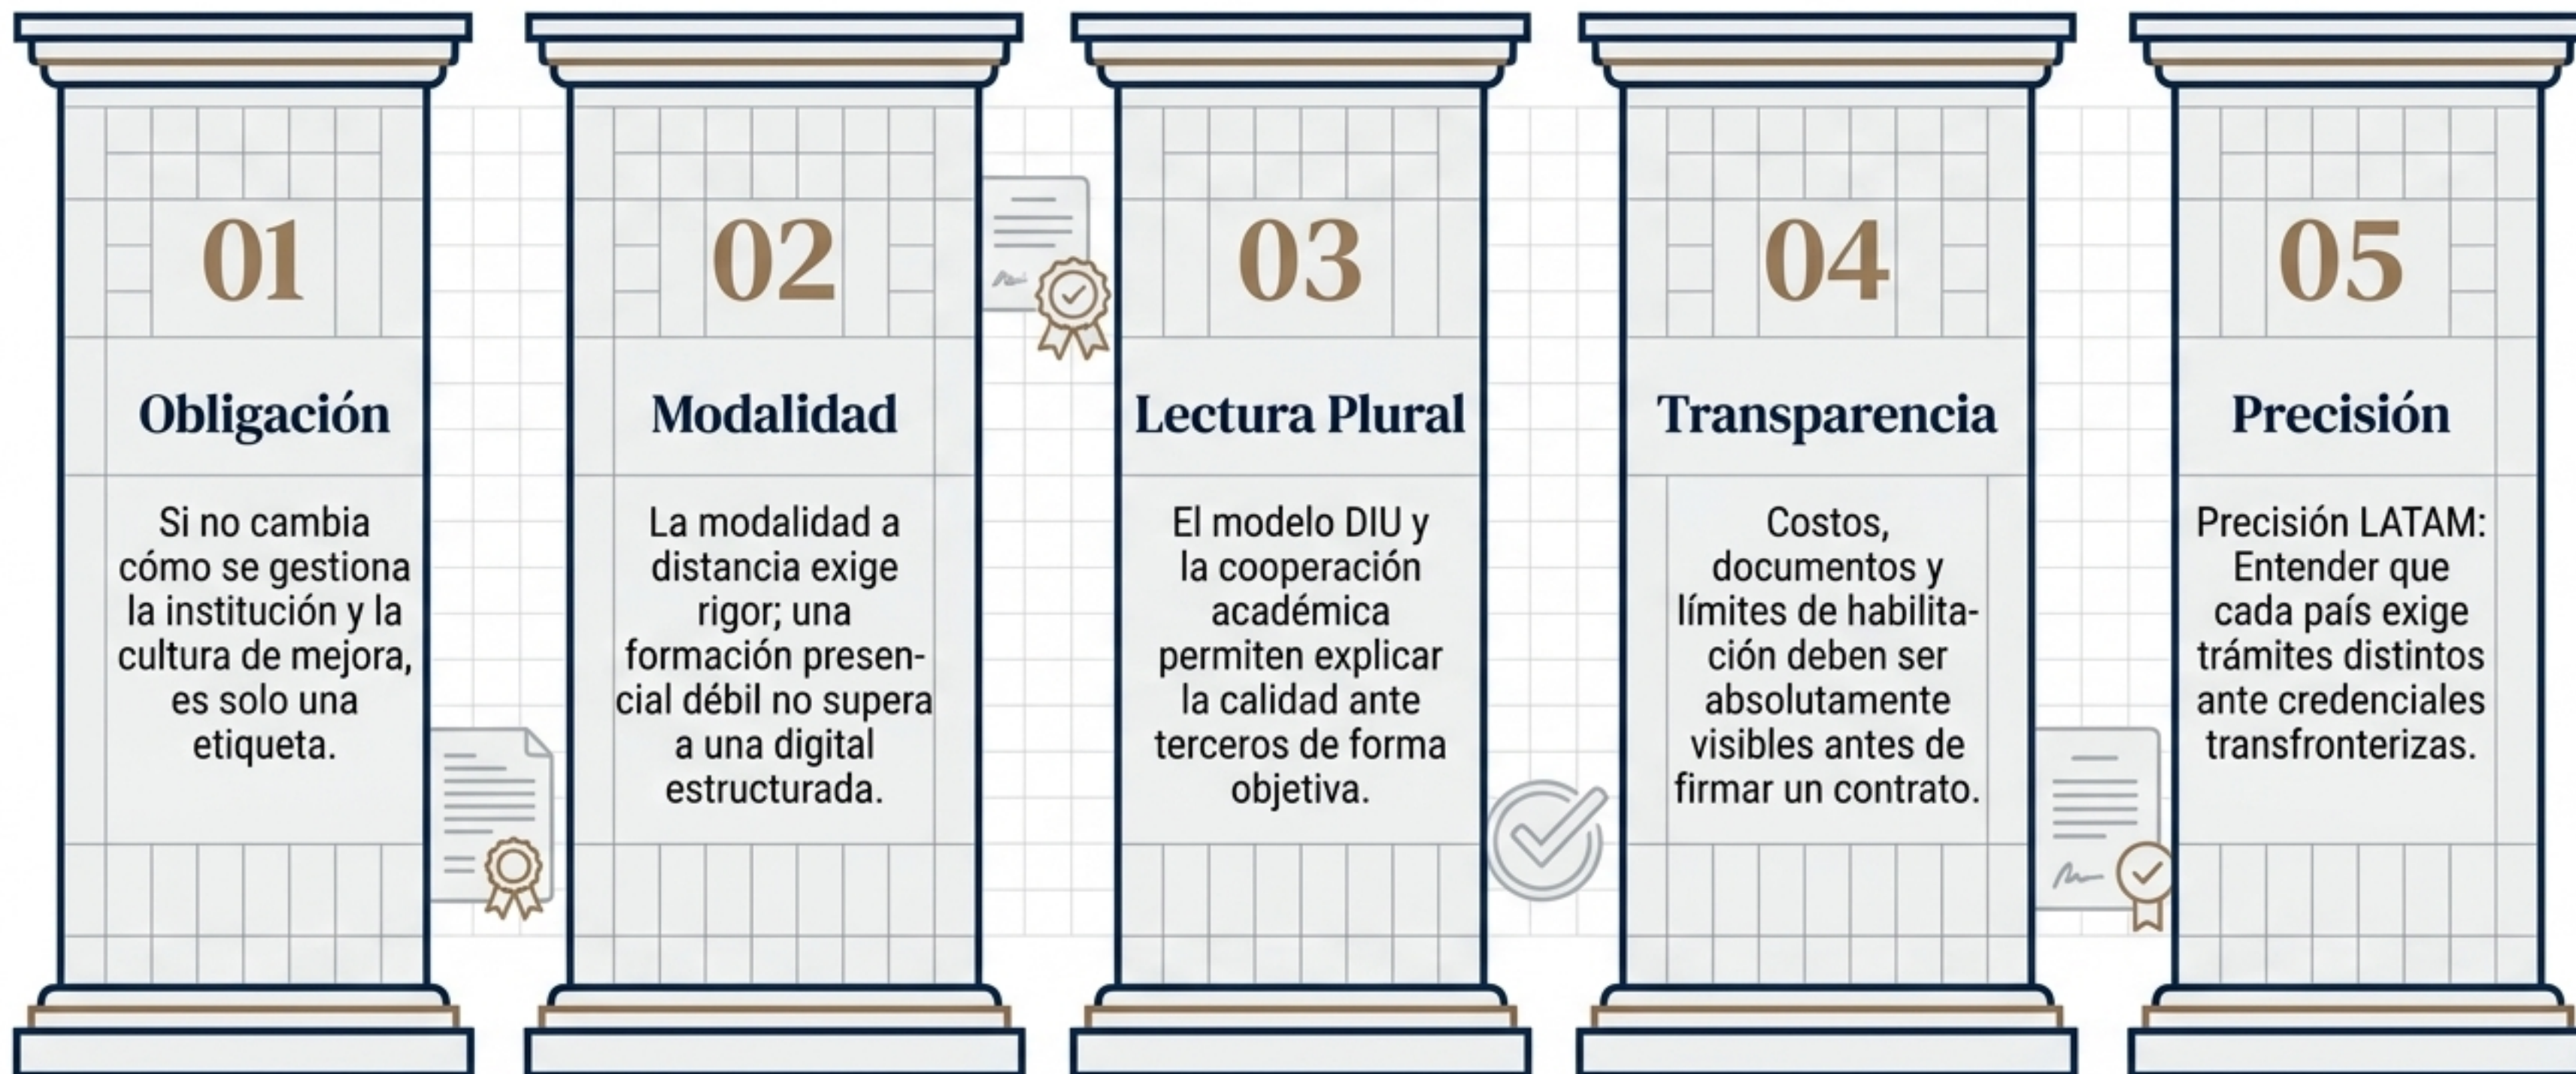 01
Obligación
Si no cambia
cómo se gestiona
la institución y la
cultura de mejora,
es solo una
etiqueta.
02
Modalidad
La modalidad a
distancia exige
rigor; una
formación presen-
cial débil no supera
a una digital
estructurada.
03
Lectura Plural
El modelo DIU y
la cooperación
académica
permiten explicar
la calidad ante
terceros de forma
objetiva.
04
Transparencia
Costos,
documentos y
límites de habilita-
ción deben ser
absolutamente
visibles antes de
firmar un contrato.
05
Precisión
Precisión LATAM:
Entender que
cada país exige
trámites distintos
ante credenciales
transfronterizas.